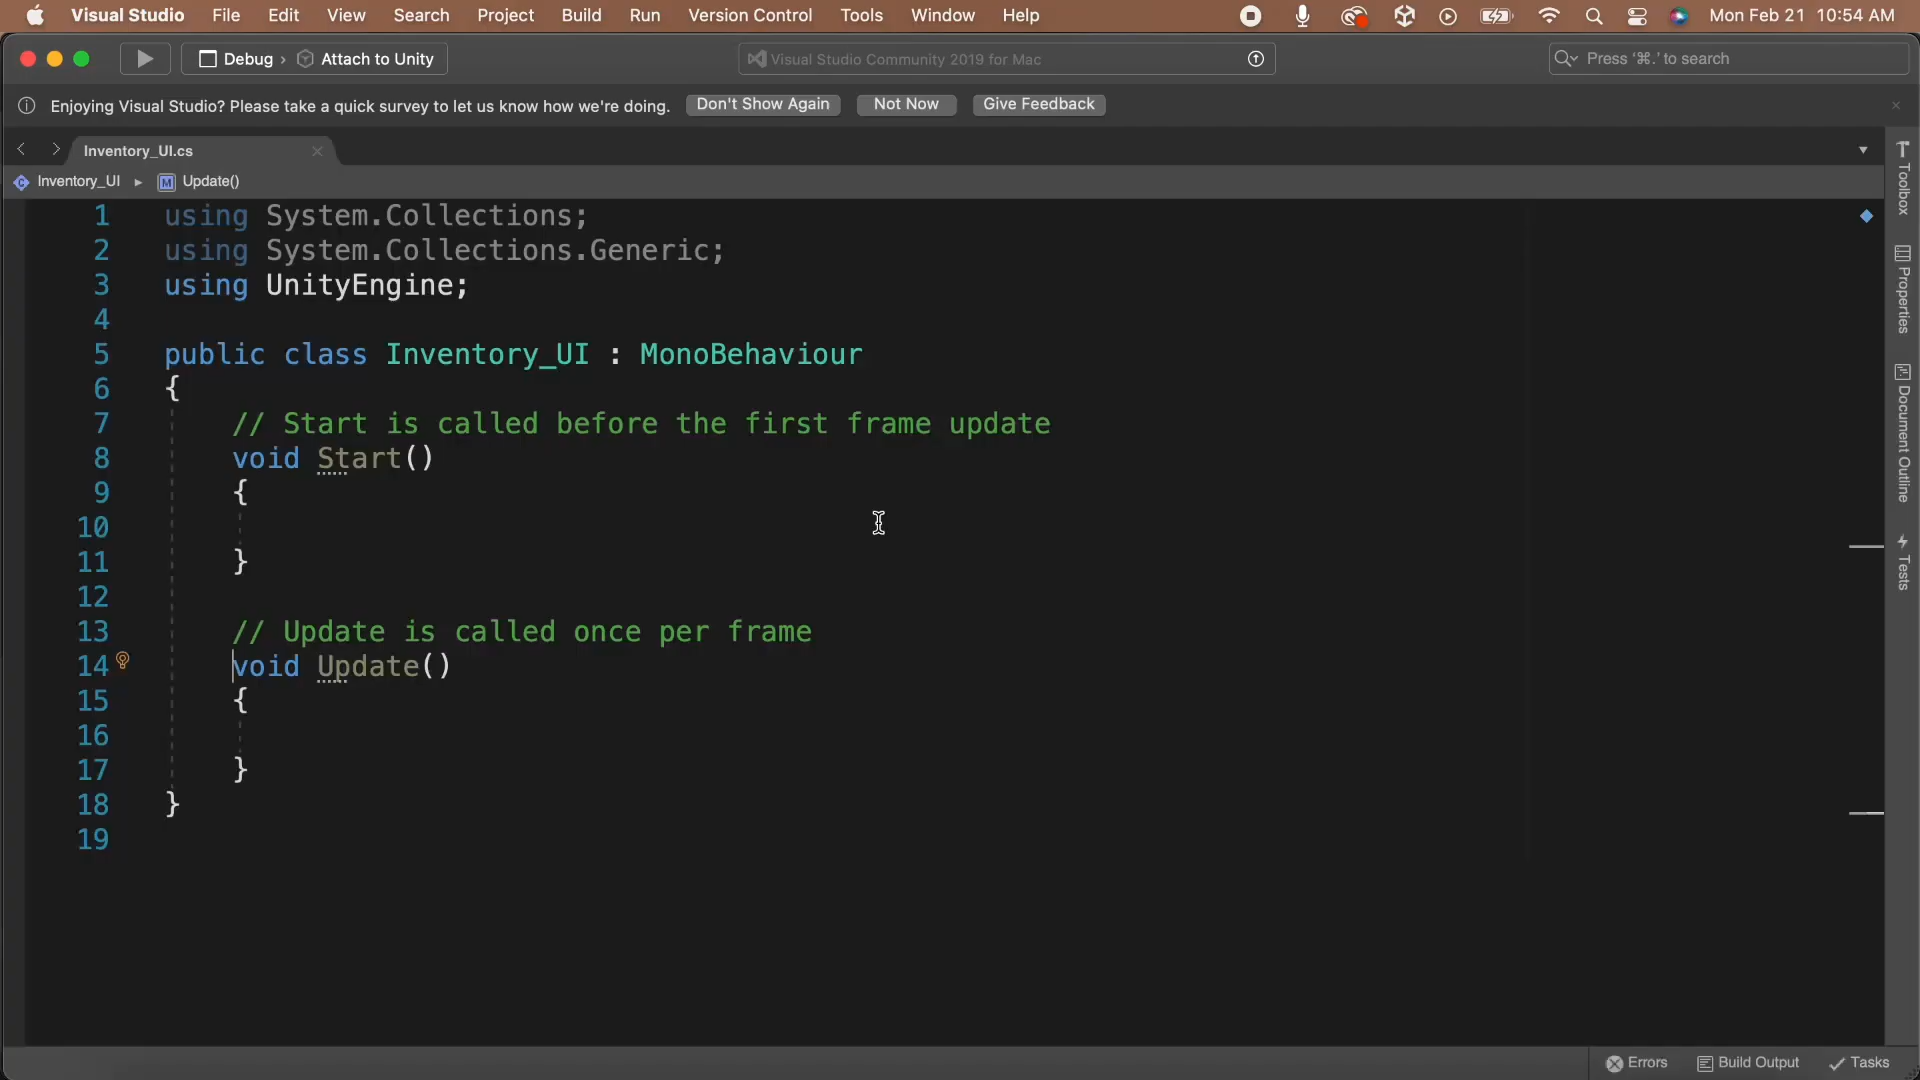 Visual Studio File Edit View Search Project Build Run Version Control Tools Window Help Mon Feb 21 10:54 AM
Debug › Attach to Unity Visual Studio Community 2019 for Mac Press '⌘.' to search
Enjoying Visual Studio? Please take a quick survey to let us know how we're doing. Don't Show Again Not Now Give Feedback
Inventory_UI.cs
Inventory_UI ▸ M Update()
1 using System.Collections;
2 using System.Collections.Generic;
3 using UnityEngine;
4
5 public class Inventory_UI : MonoBehaviour
6 {
7 // Start is called before the first frame update
8 void Start()
9 {
10
11 }
12
13 // Update is called once per frame
14 void Update()
15 {
16
17 }
18 }
19
Toolbox
Properties
Document Outline
Tests
Errors Build Output Tasks